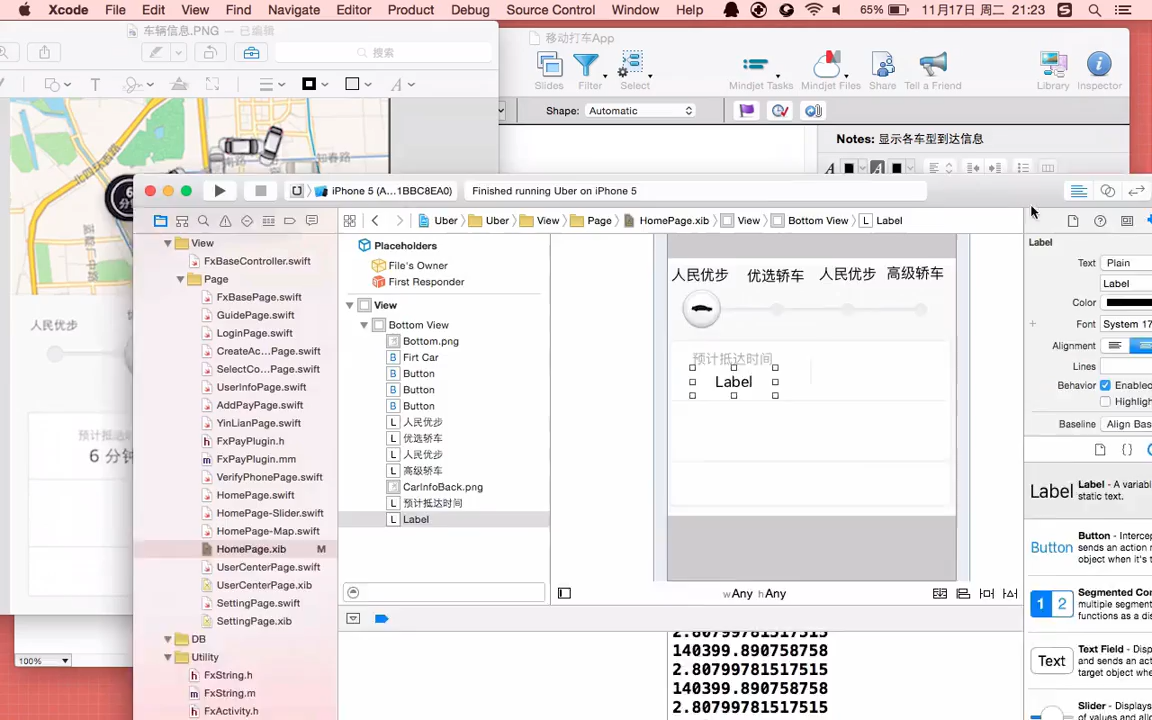 Xcode File Edit View Find Navigate Editor Product Debug Source Control Window Help 65% 11月17日 周二 21:23
车辆信息.PNG — 已编辑
搜索
移动打车App
Slides Filter Select Mindjet Tasks Mindjet Files Share Tell a Friend Library Inspector
Shape: Automatic
Notes: 显示各车型到达信息
iPhone 5 (A...1BBC8EA0) Finished running Uber on iPhone 5
Uber Uber View Page HomePage.xib View Bottom View Label
View
FxBaseController.swift
Page
FxBasePage.swift
GuidePage.swift
LoginPage.swift
CreateAc...Page.swift
SelectCo...Page.swift
UserInfoPage.swift
AddPayPage.swift
YinLianPage.swift
FxPayPlugin.h
FxPayPlugin.mm
VerifyPhonePage.swift
HomePage.swift
HomePage-Slider.swift
HomePage-Map.swift
HomePage.xib M
UserCenterPage.swift
UserCenterPage.xib
SettingPage.swift
SettingPage.xib
DB
Utility
FxString.h
FxString.m
FxActivity.h
Placeholders
File's Owner
First Responder
View
Bottom View
Bottom.png
Firt Car
Button
Button
Button
人民优步
优选轿车
人民优步
高级轿车
CarInfoBack.png
预计抵达时间
Label
人民优步 优选轿车 人民优步 高级轿车
预计抵达时间
Label
wAny hAny
2.80799781517515
140399.890758758
2.80799781517515
140399.890758758
2.80799781517515
Label
Text Plain
Label
Color
Font System 17
Alignment
Lines
Behavior Enabled
Highlig
Baseline Align Bas
Label Label - A variab
static text.
Button Button - Interce
sends an action
object when it's t
1 2 Segmented Co
multiple segment
functions as a dis
Text Text Field - Disp
and sends an act
target object whe
Slider - Displays
of values and allo
人民优步
预计抵达时
6 分钟
100%